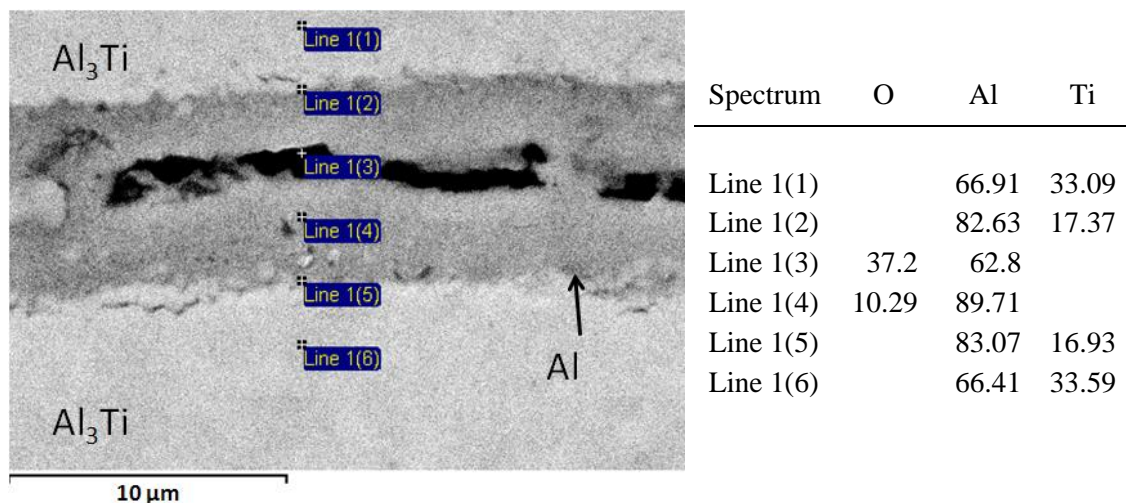 Al₃Ti
Line 1(1)
Line 1(2)
Line 1(3)
Line 1(4)
Line 1(5)
Line 1(6)
Al
Al₃Ti
10 µm
Spectrum O Al Ti
Line 1(1) 66.91 33.09
Line 1(2) 82.63 17.37
Line 1(3) 37.2 62.8
Line 1(4) 10.29 89.71
Line 1(5) 83.07 16.93
Line 1(6) 66.41 33.59